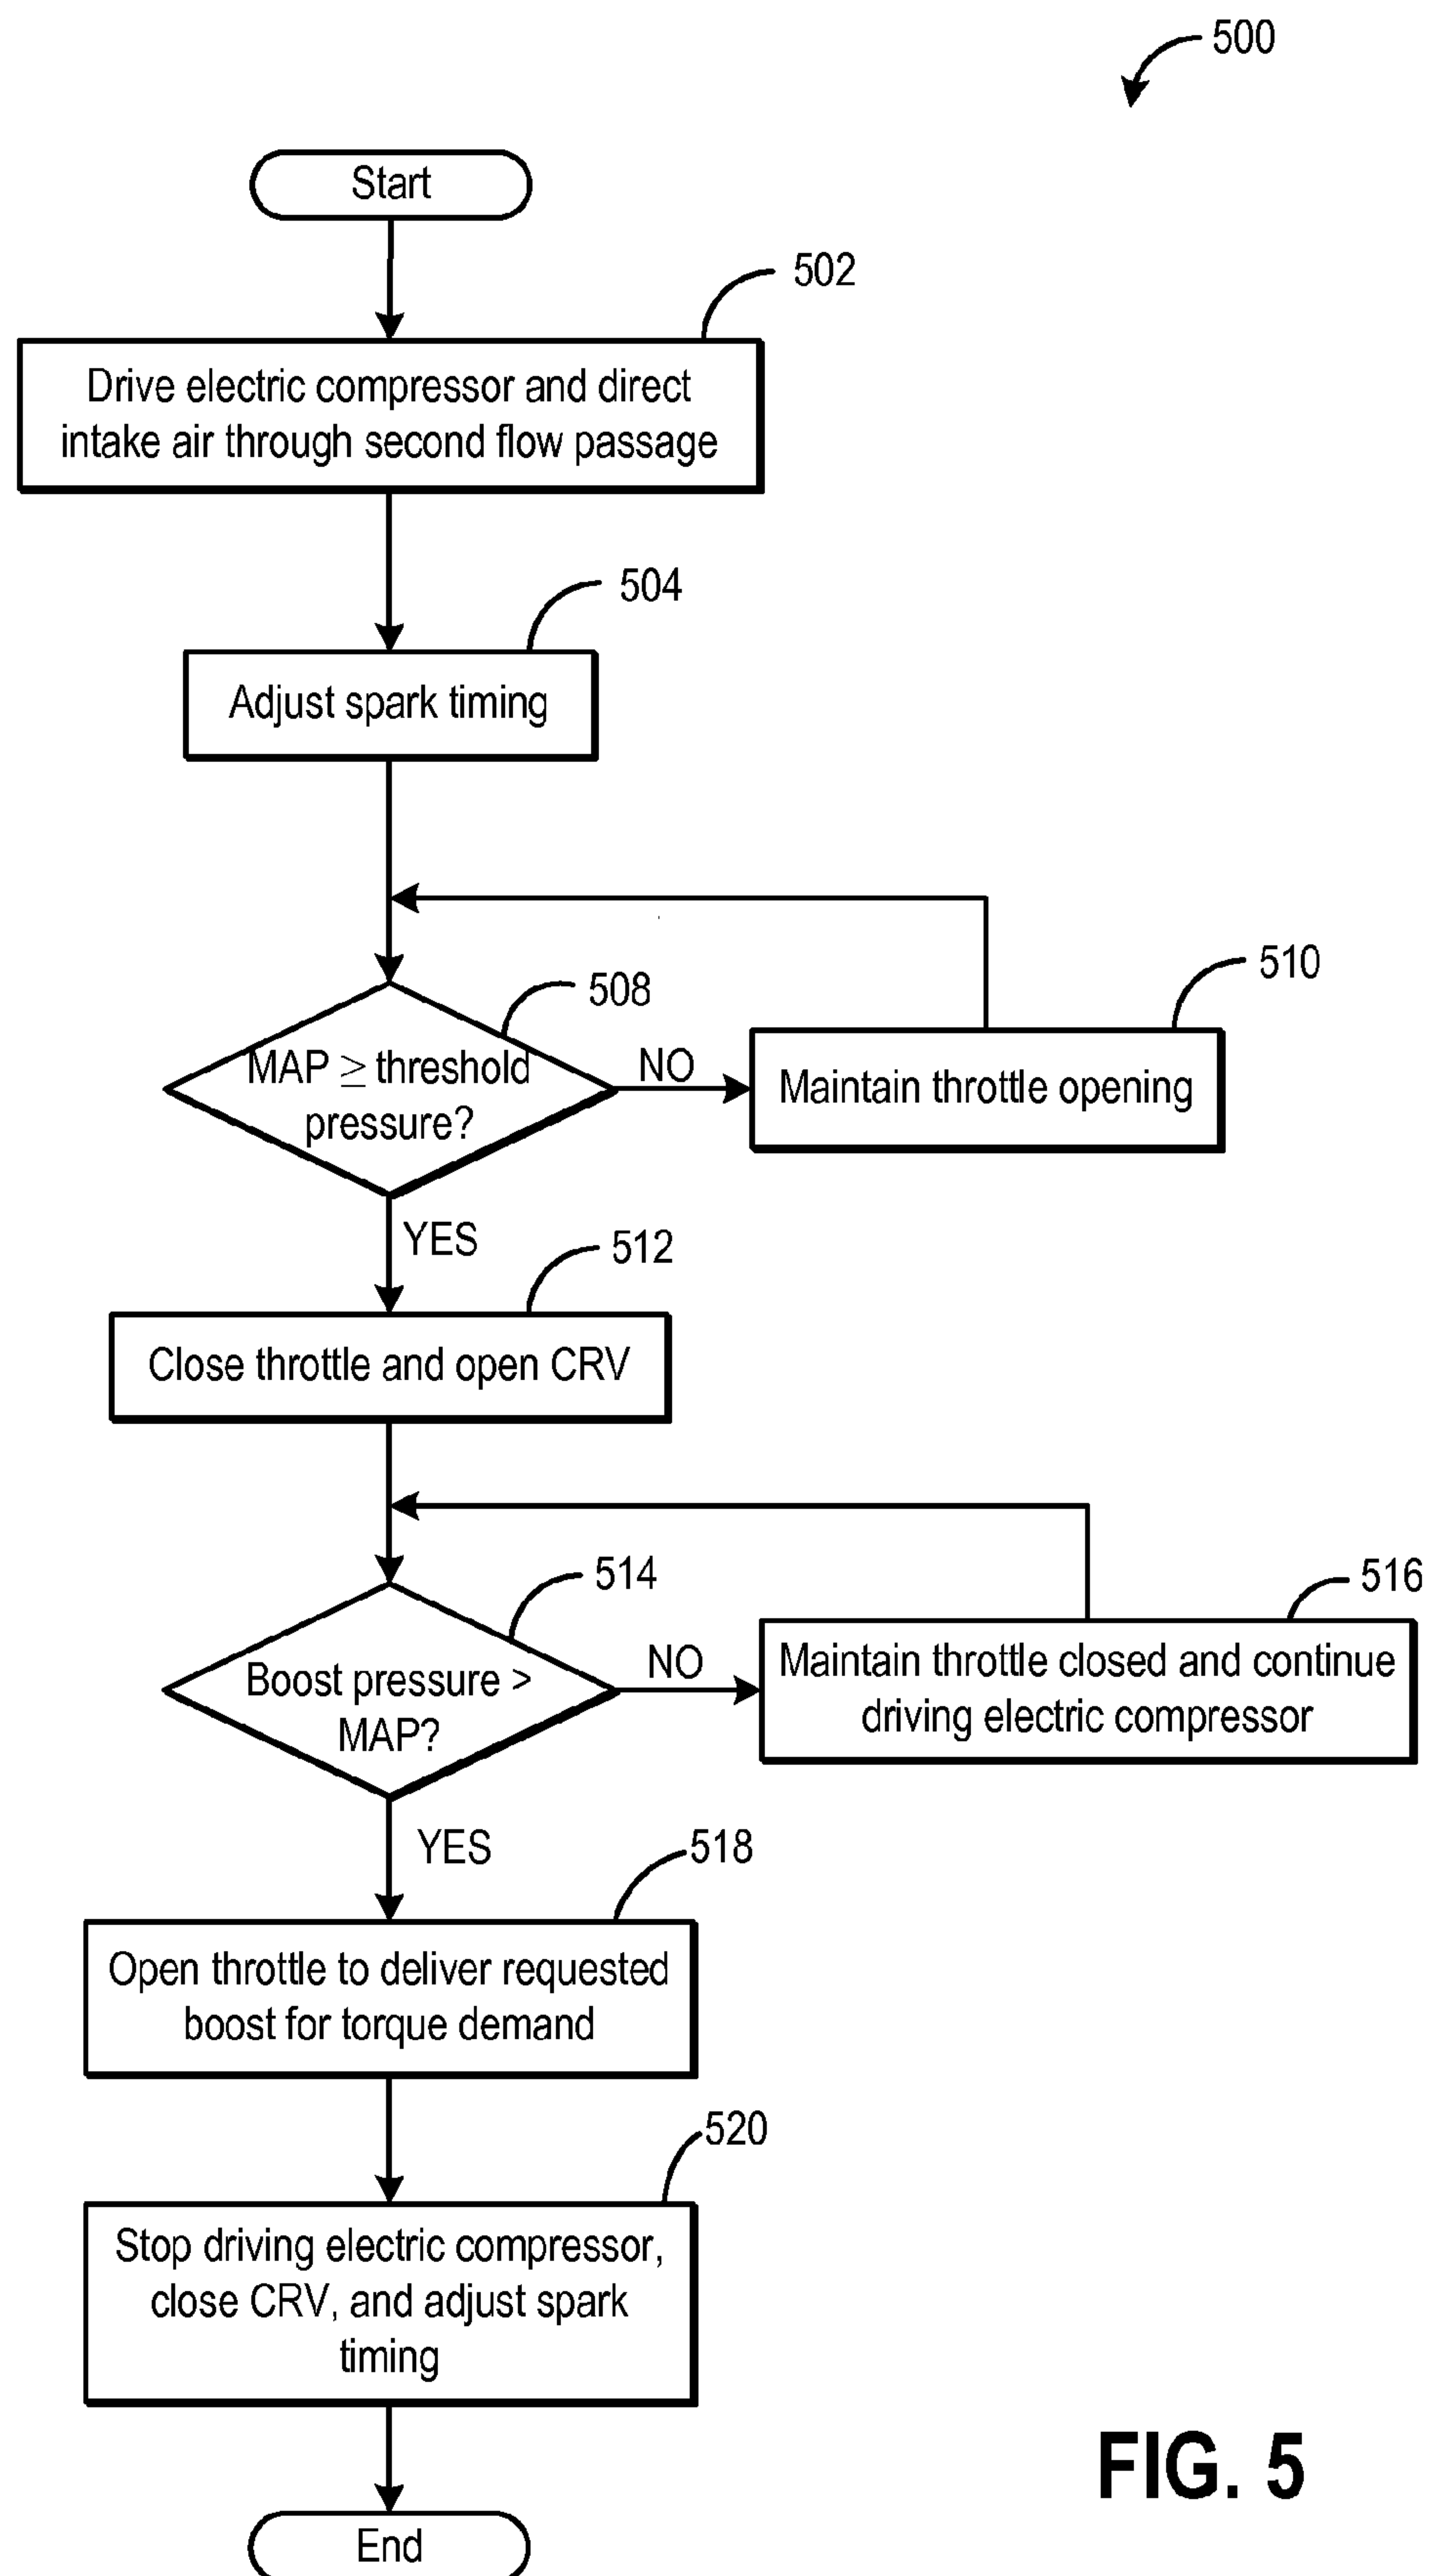 500
Start
502
Drive electric compressor and direct
intake air through second flow passage
504
Adjust spark timing
508
MAP ≥ threshold
pressure?
NO
510
Maintain throttle opening
YES
512
Close throttle and open CRV
514
Boost pressure >
MAP?
NO
516
Maintain throttle closed and continue
driving electric compressor
YES
518
Open throttle to deliver requested
boost for torque demand
520
Stop driving electric compressor,
close CRV, and adjust spark
timing
End
FIG. 5